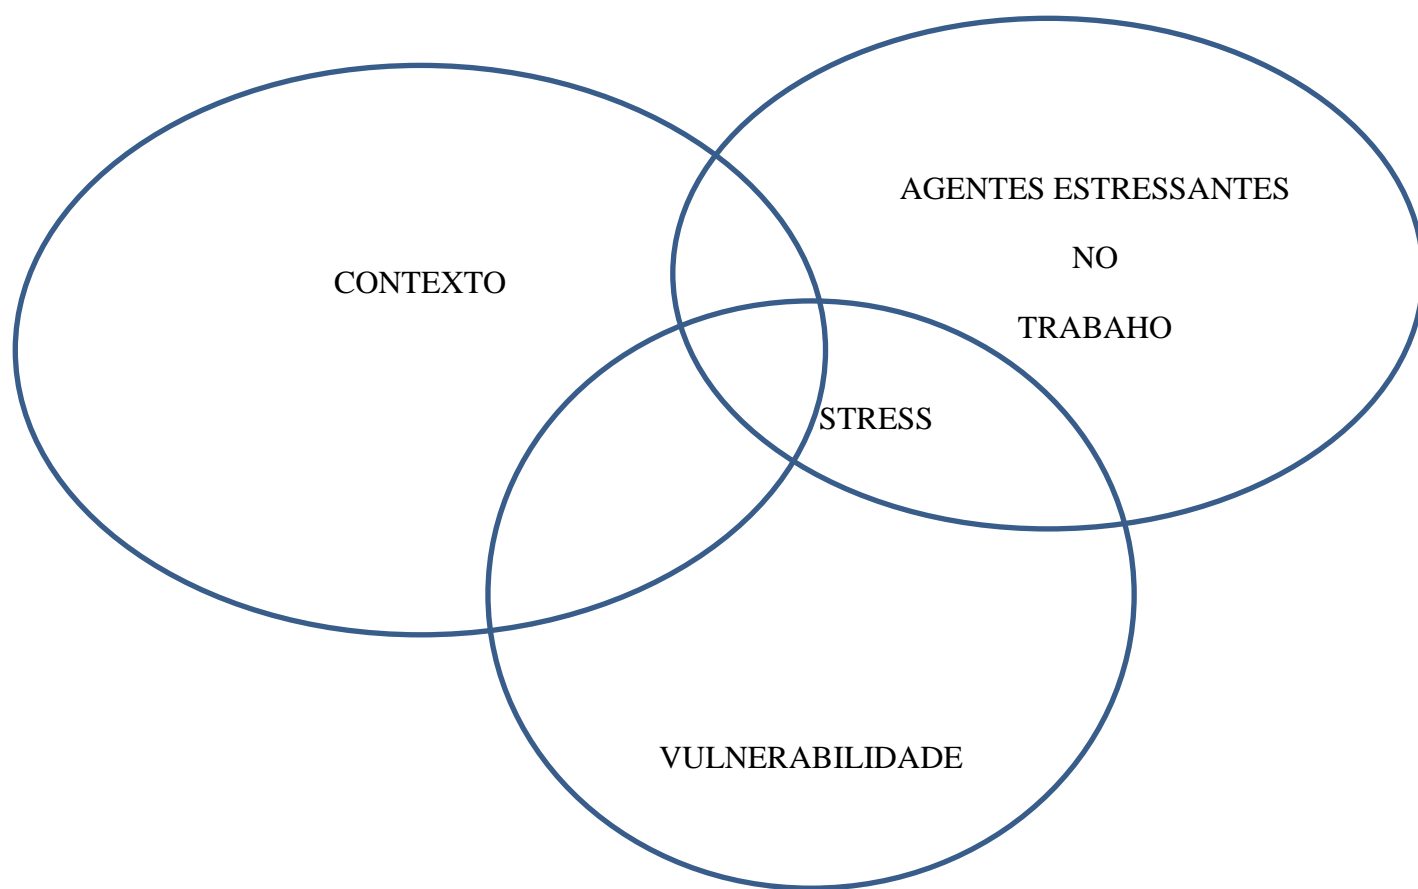 AGENTES ESTRESSANTES
NO
TRABAHO
CONTEXTO
STRESS
VULNERABILIDADE